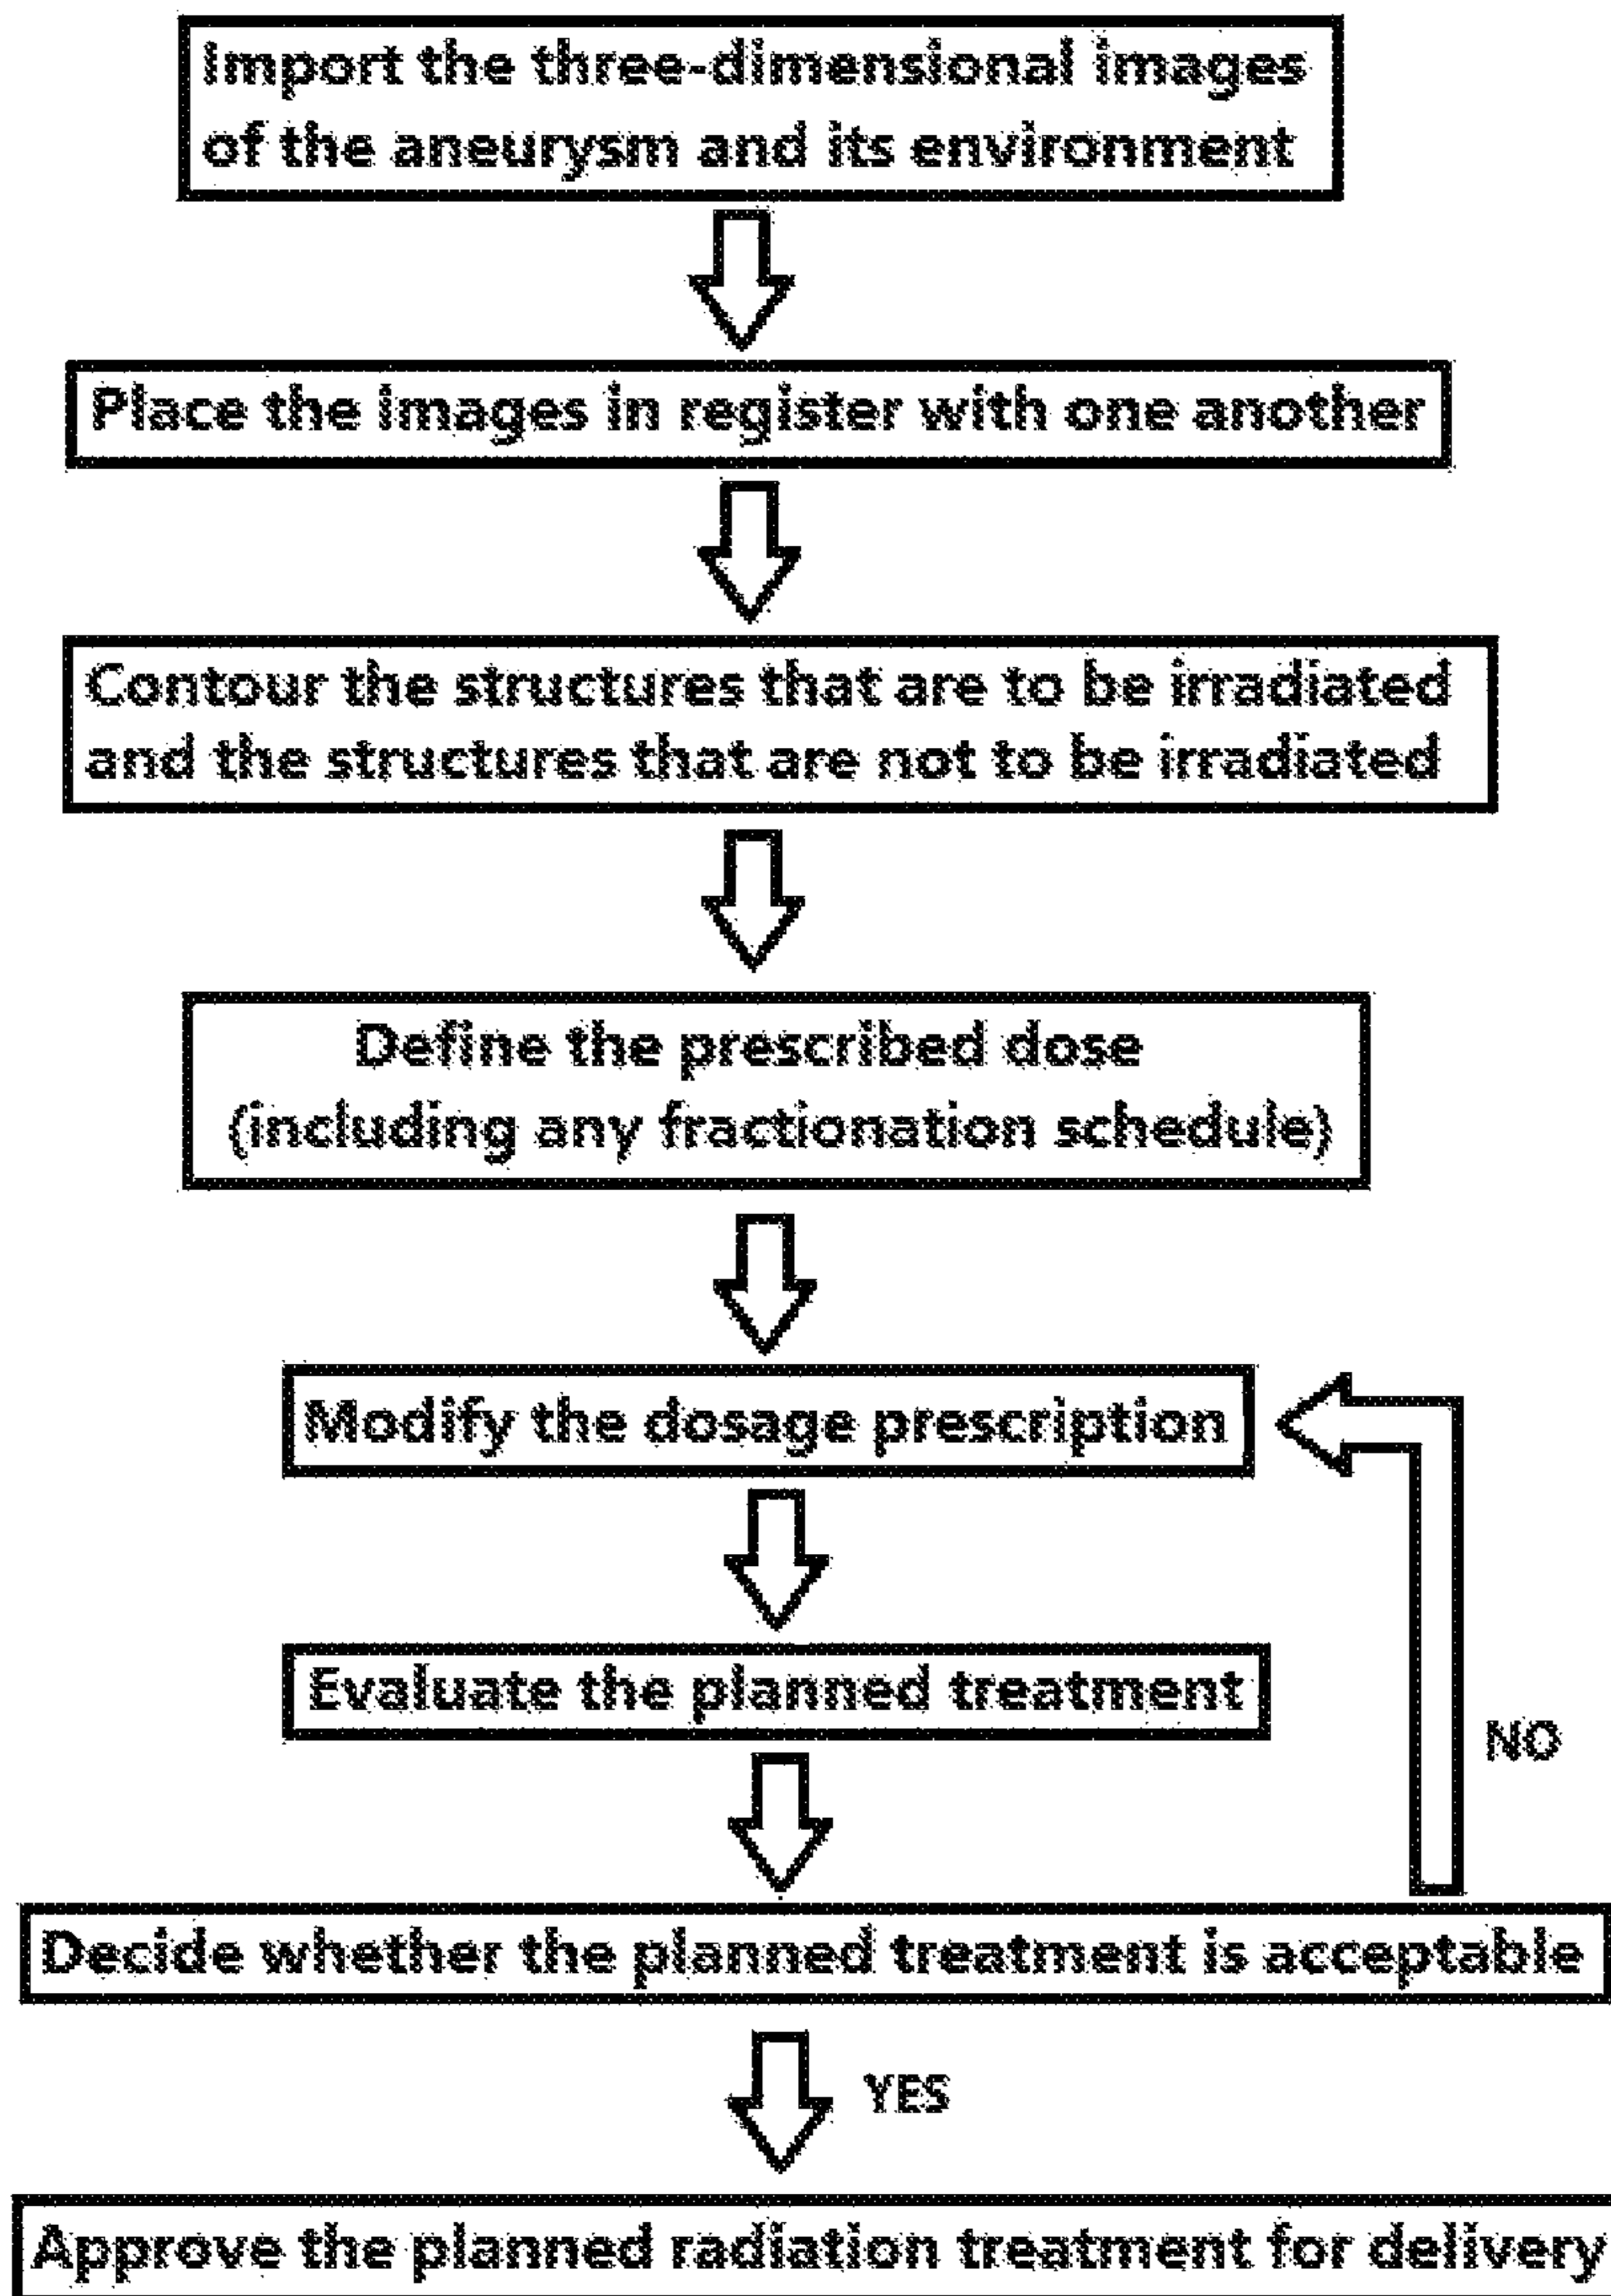 Import the three-dimensional images
of the aneurysm and its environment
Place the images in register with one another
Contour the structures that are to be irradiated
and the structures that are not to be irradiated
Define the prescribed dose
(including any fractionation schedule)
Modify the dosage prescription
Evaluate the planned treatment
NO
Decide whether the planned treatment is acceptable
YES
Approve the planned radiation treatment for delivery